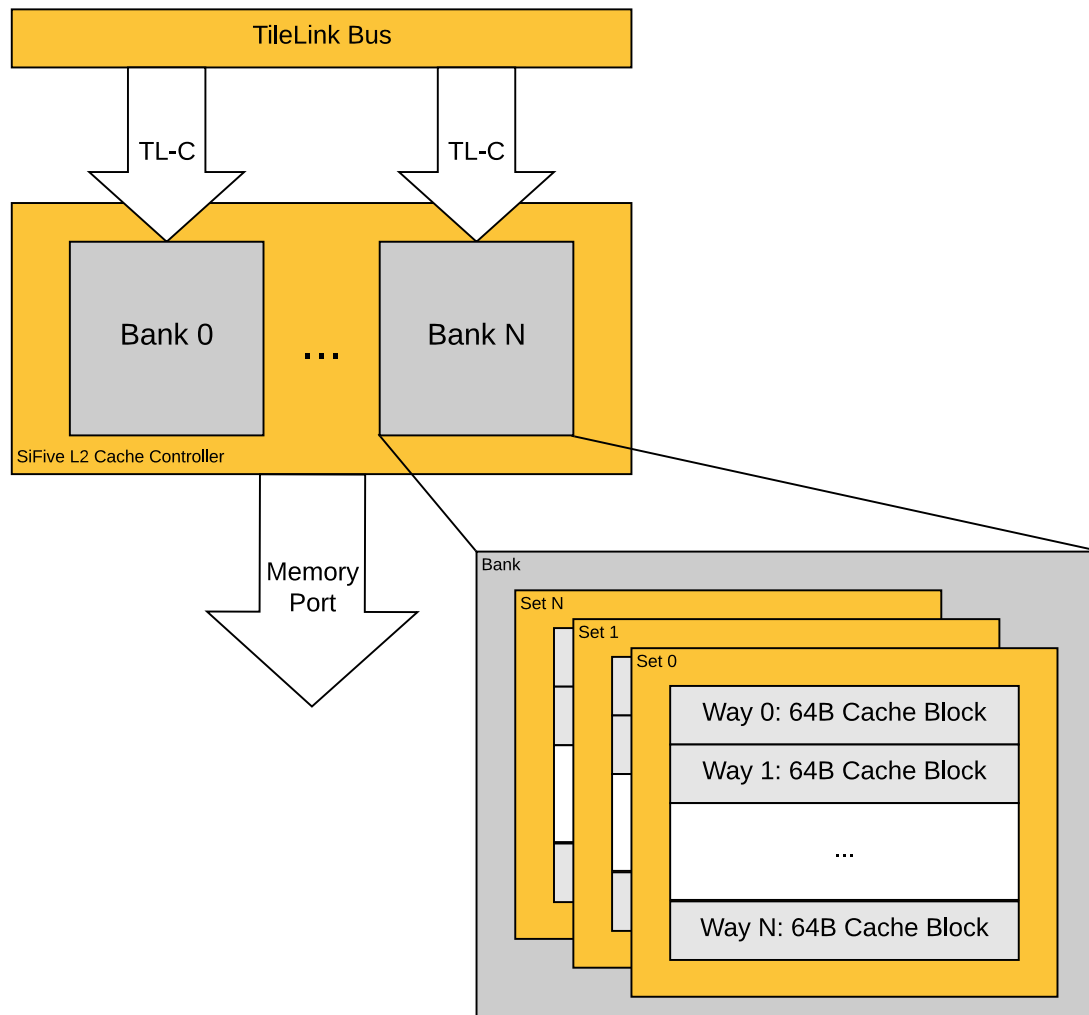 TileLink Bus
TL-C
TL-C
Bank 0
...
Bank N
SiFive L2 Cache Controller
Memory
Port
Bank
Set N
Set 1
Set 0
Way 0: 64B Cache Block
Way 1: 64B Cache Block
...
Way N: 64B Cache Block